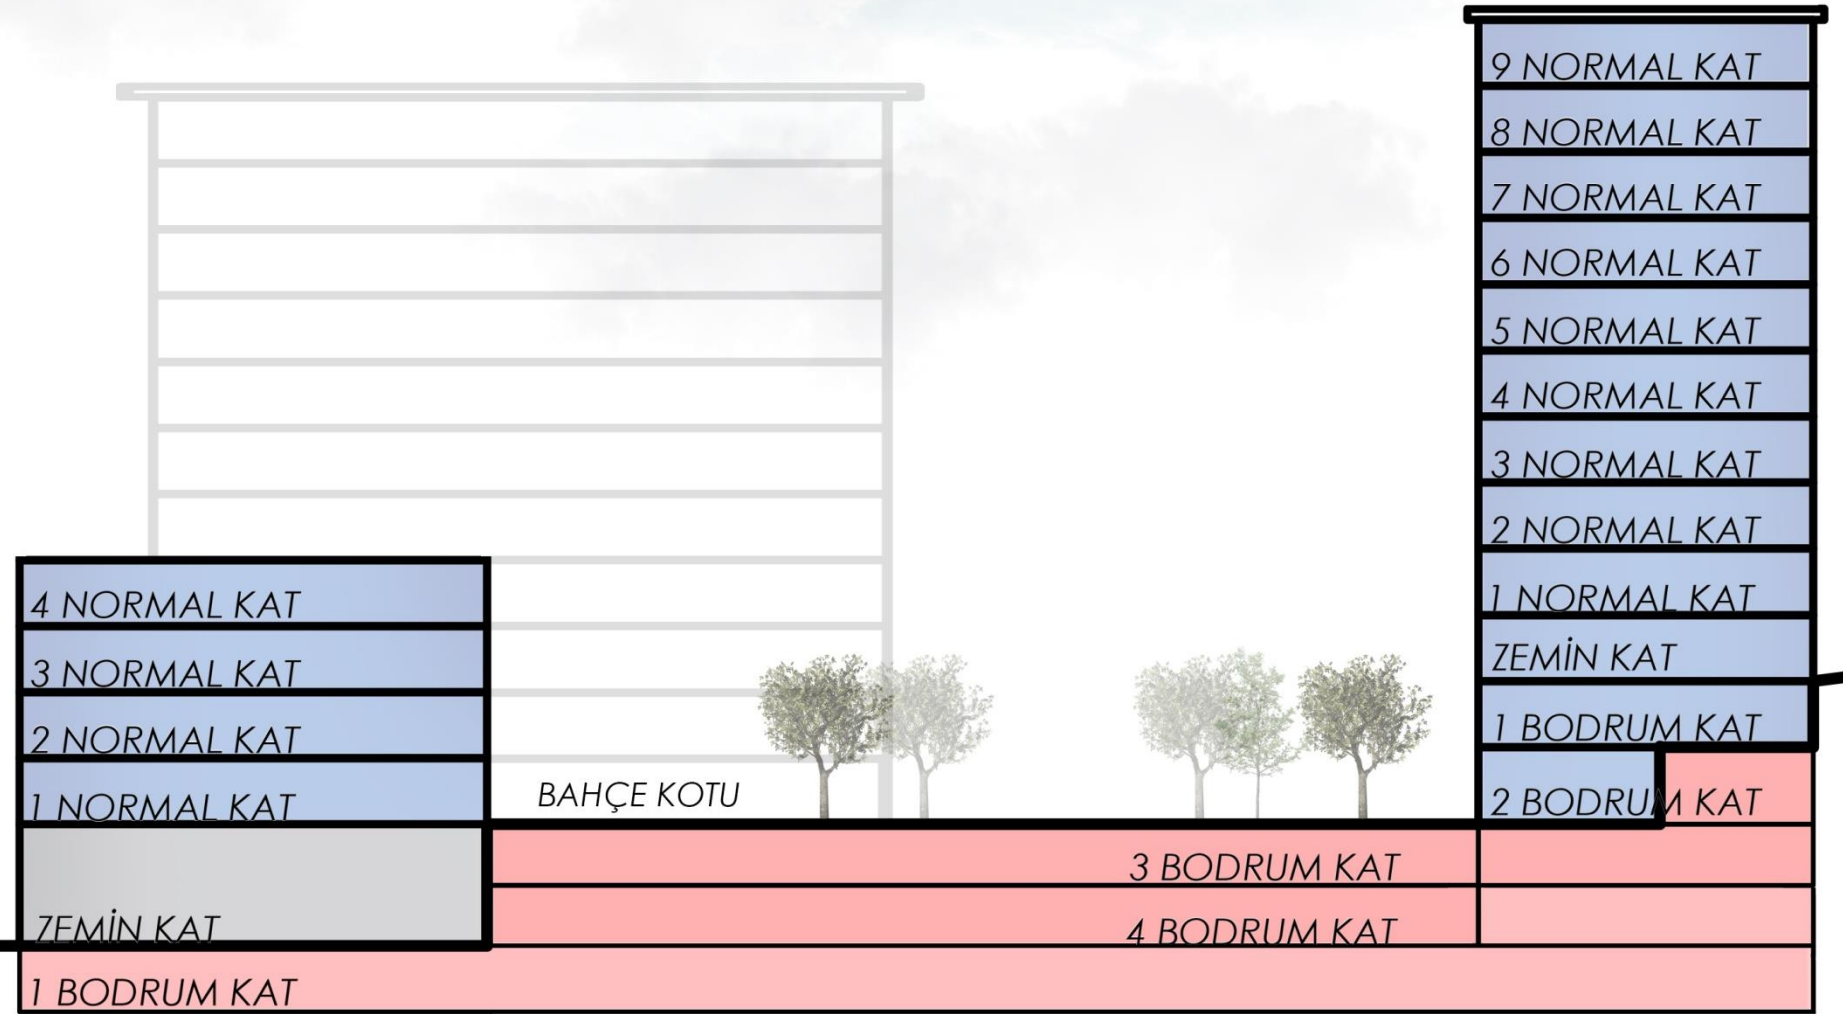 9 NORMAL KAT
8 NORMAL KAT
7 NORMAL KAT
6 NORMAL KAT
5 NORMAL KAT
4 NORMAL KAT
3 NORMAL KAT
2 NORMAL KAT
1 NORMAL KAT
ZEMİN KAT
1 BODRUM KAT
2 BODRUM KAT
4 NORMAL KAT
3 NORMAL KAT
2 NORMAL KAT
1 NORMAL KAT
ZEMİN KAT
1 BODRUM KAT
BAHÇE KOTU
3 BODRUM KAT
4 BODRUM KAT